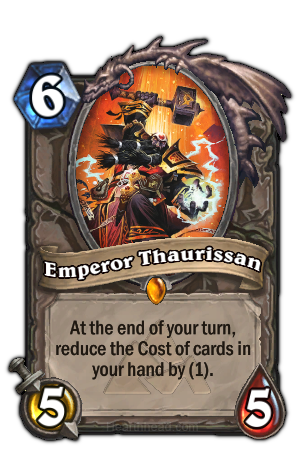 6
Emperor Thaurissan
At the end of your turn,
reduce the Cost of cards in
your hand by (1).
5
5